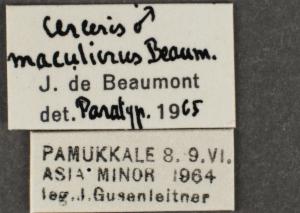 Cerceris ♂
maculicrus Beaum.
J. de Beaumont
det. Paratyp. 1965
PAMUKKALE 8. 9.VI.
ASIA MINOR 1964
leg.J.Gusenleitner